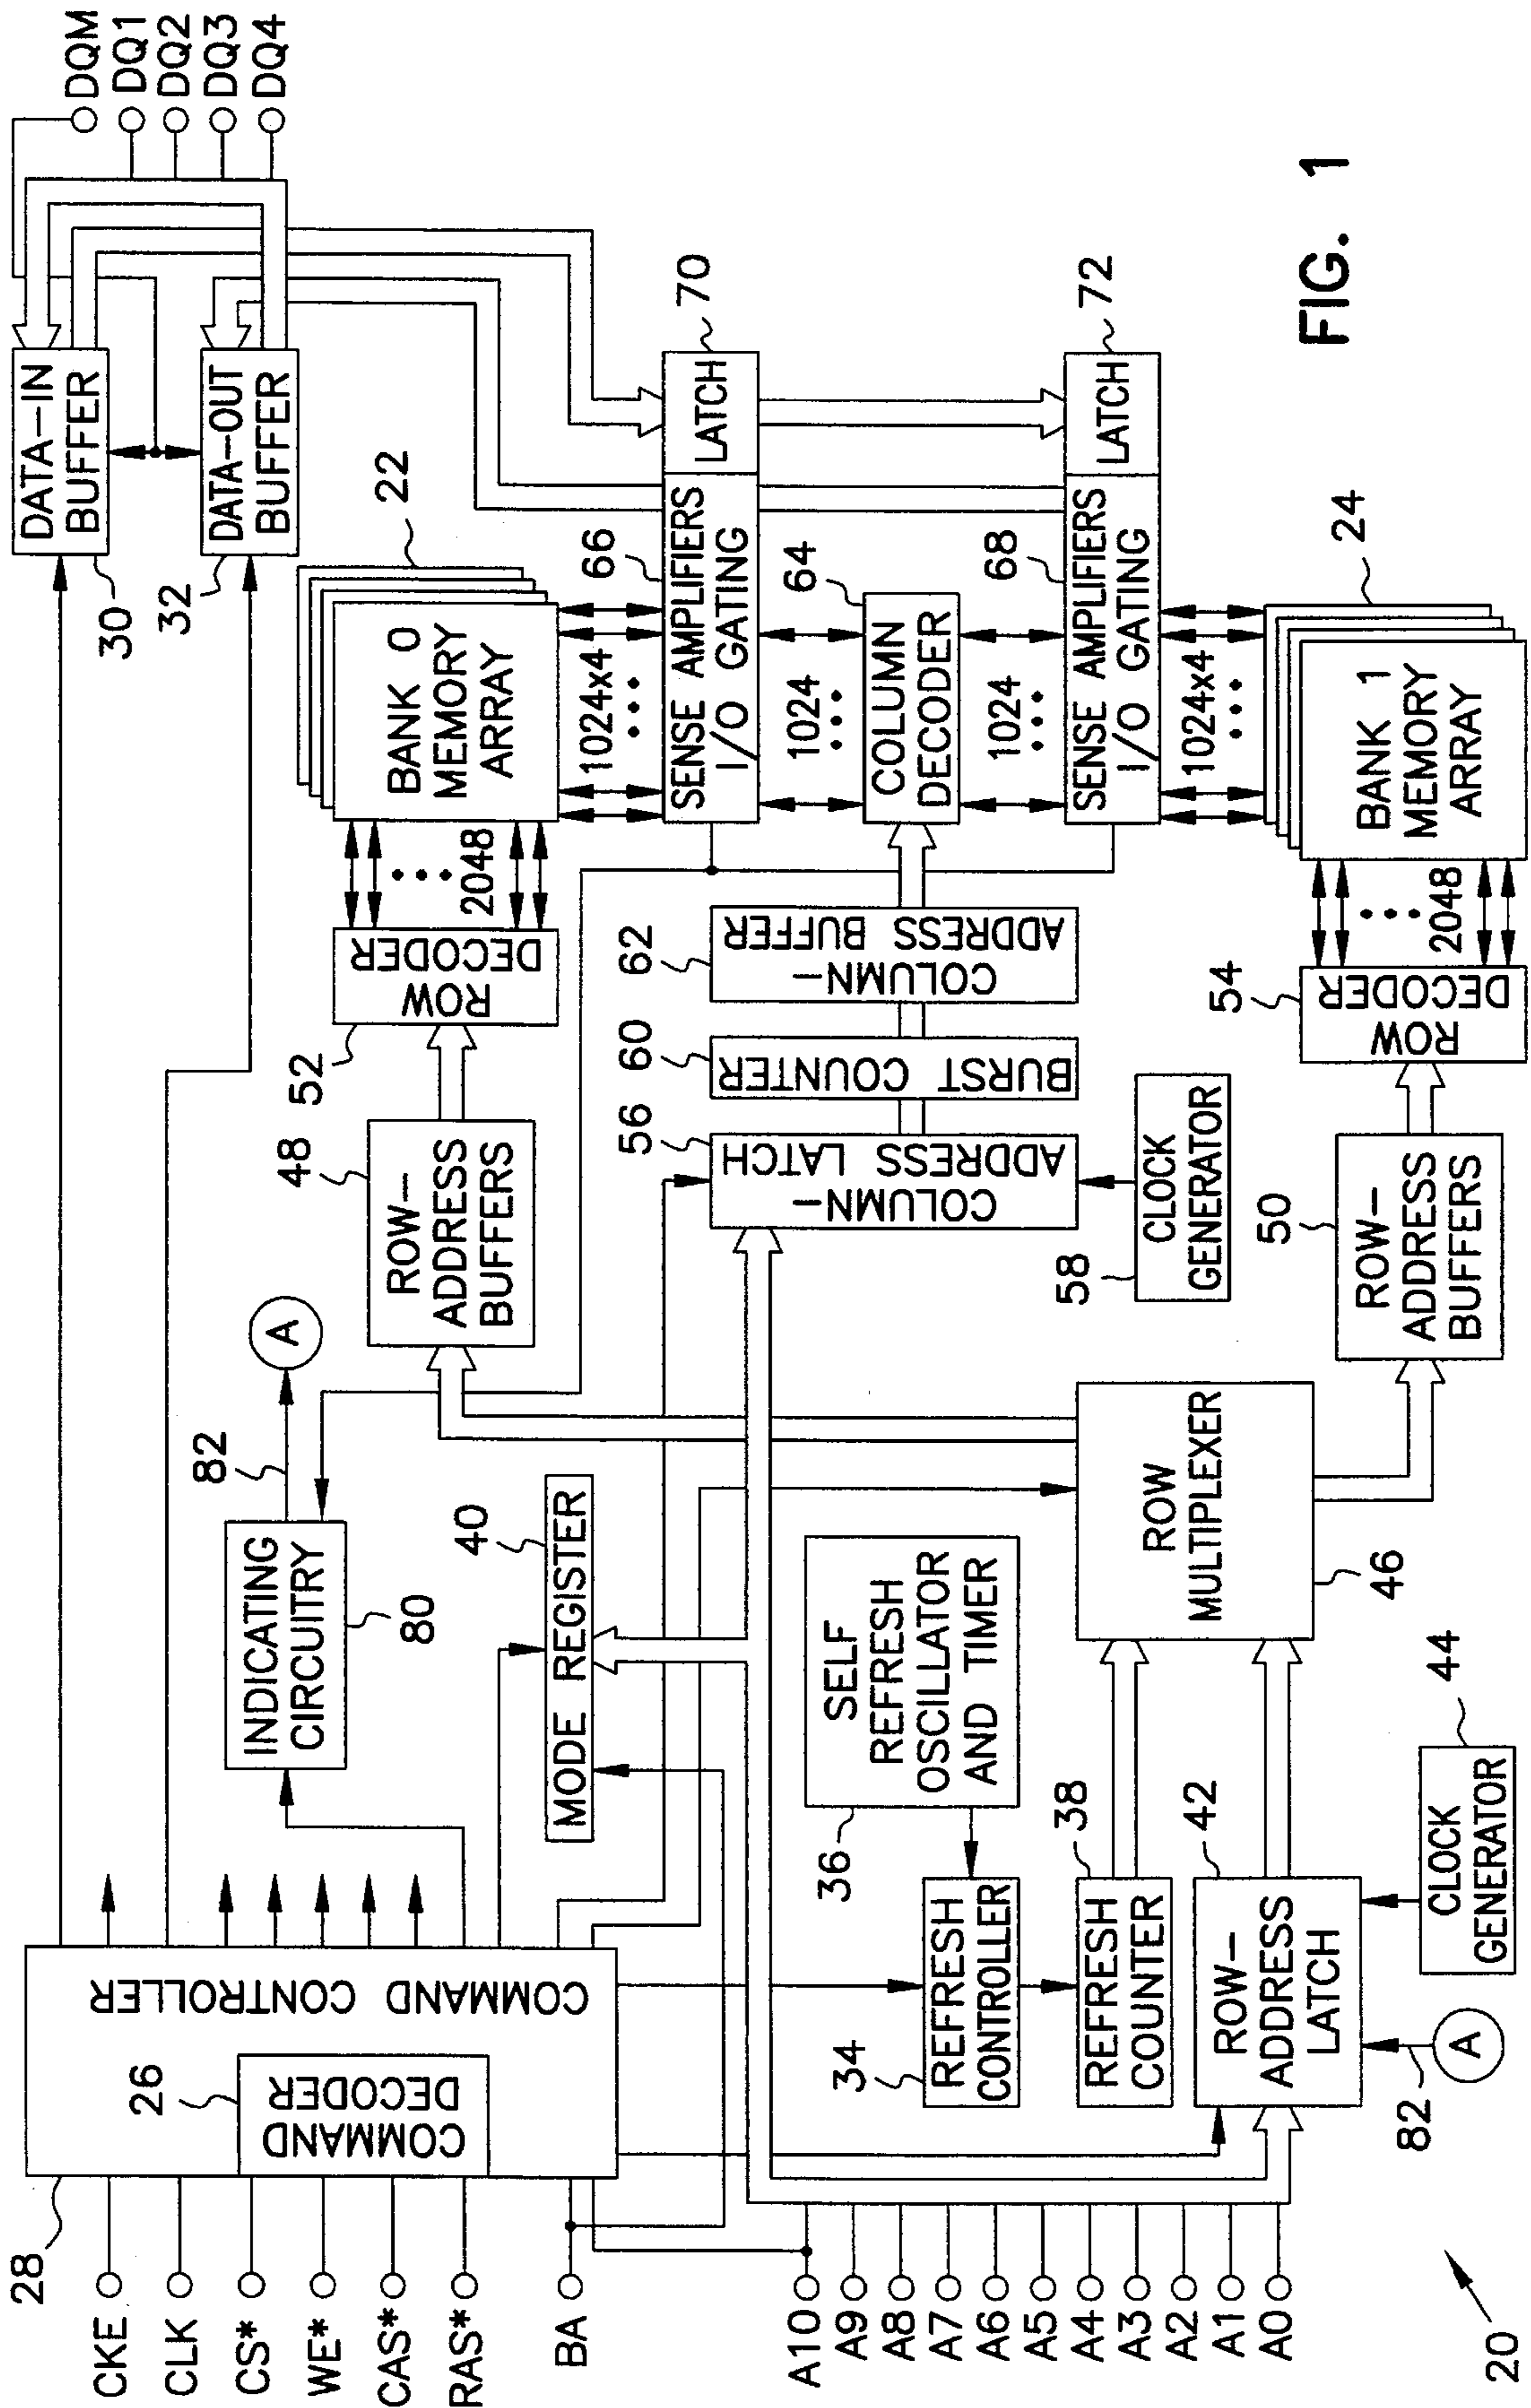 FIG. 1
20
CKE
CLK
CS*
WE*
CAS*
RAS*
BA
A10
A9
A8
A7
A6
A5
A4
A3
A2
A1
A0
28
COMMAND CONTROLLER
26
COMMAND
DECODER
INDICATING
CIRCUITRY
80
82
A
MODE REGISTER
40
SELF
REFRESH
OSCILLATOR
AND TIMER
36
REFRESH
CONTROLLER
34
REFRESH
COUNTER
38
ROW-
ADDRESS
LATCH
42
82
A
CLOCK
GENERATOR
44
ROW
MULTIPLEXER
46
ROW-
ADDRESS
BUFFERS
48
ROW-
ADDRESS
BUFFERS
50
ROW
DECODER
52
ROW
DECODER
54
COLUMN-
ADDRESS LATCH
56
CLOCK
GENERATOR
58
BURST COUNTER
60
COLUMN-
ADDRESS BUFFER
62
2048
BANK 0
MEMORY
ARRAY
22
1024x4
SENSE AMPLIFIERS
I/O GATING
66
LATCH
70
1024
COLUMN
DECODER
64
1024
SENSE AMPLIFIERS
I/O GATING
68
LATCH
72
1024x4
2048
BANK 1
MEMORY
ARRAY
24
DATA-IN
BUFFER
30
DATA-OUT
BUFFER
32
DQM
DQ1
DQ2
DQ3
DQ4